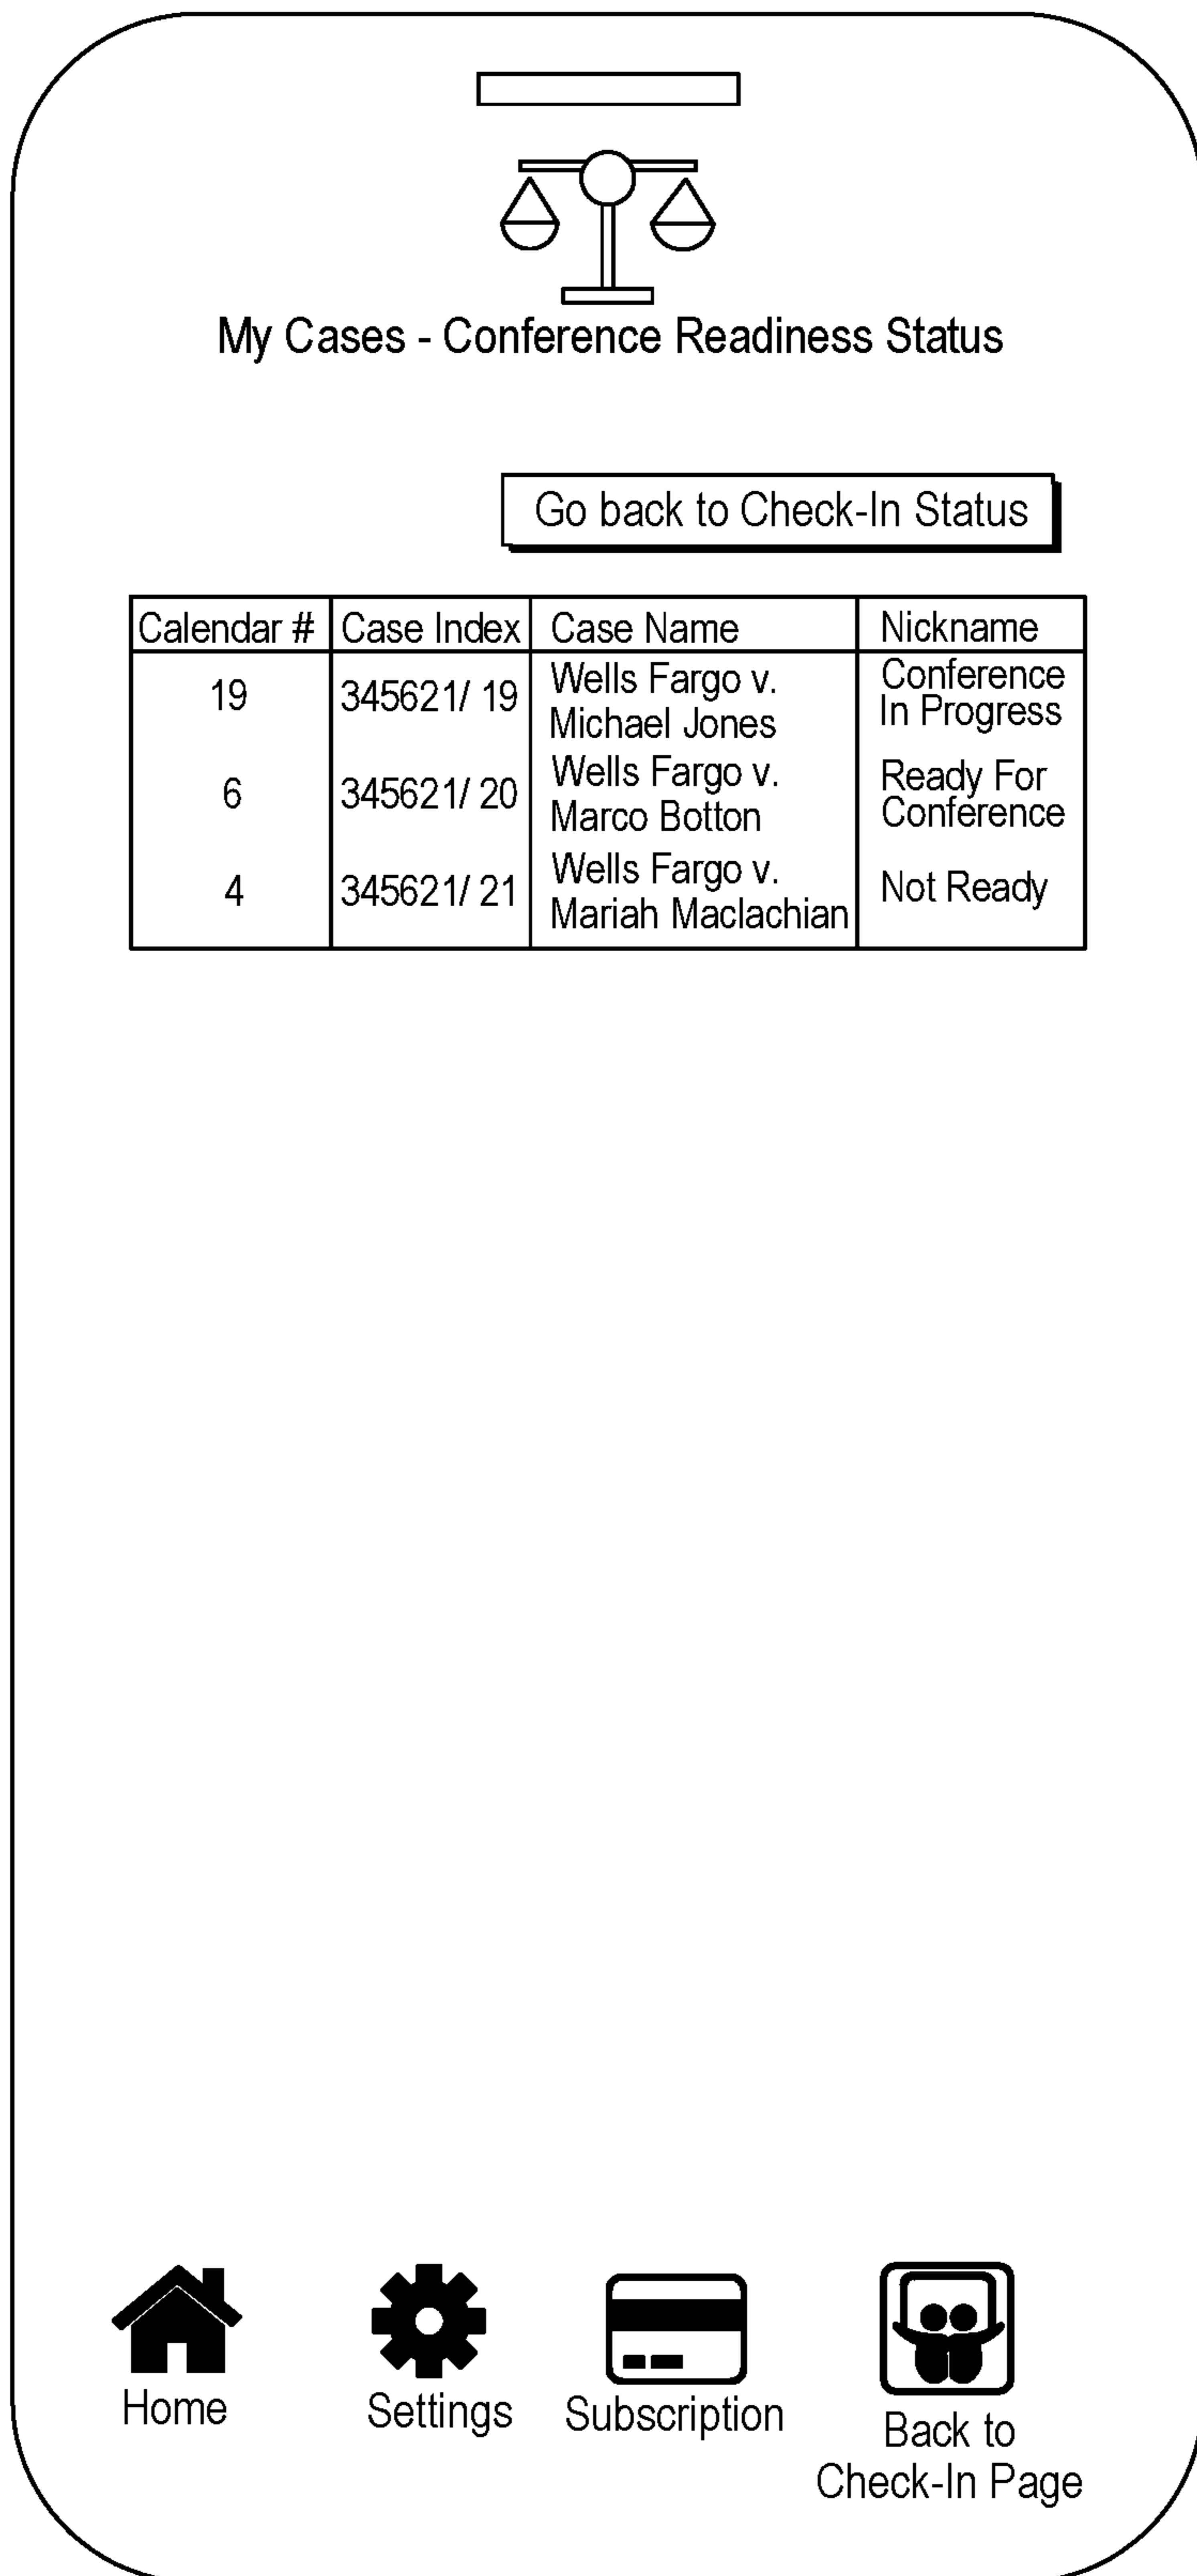 My Cases - Conference Readiness Status
Go back to Check-In Status
Calendar # Case Index Case Name Nickname
19 345621/ 19 Wells Fargo v. Michael Jones Conference In Progress
6 345621/ 20 Wells Fargo v. Marco Botton Ready For Conference
4 345621/ 21 Wells Fargo v. Mariah Maclachian Not Ready
Home
Settings
Subscription
Back to
Check-In Page